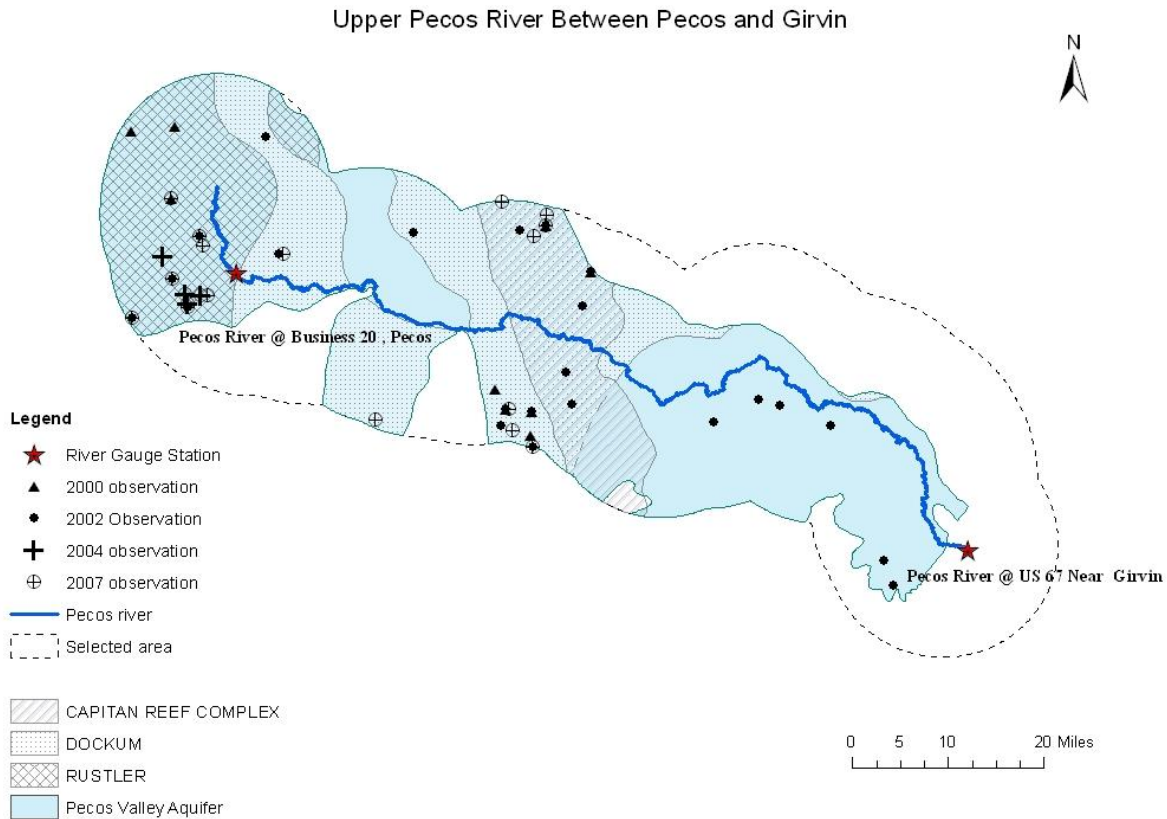 Upper Pecos River Between Pecos and Girvin
N
Pecos River @ Business 20 , Pecos
Legend
River Gauge Station
2000 observation
2002 Observation
2004 observation
2007 observation
Pecos river
Selected area
Pecos River @ US 67 Near Girvin
CAPITAN REEF COMPLEX
DOCKUM
RUSTLER
Pecos Valley Aquifer
0 5 10 20 Miles